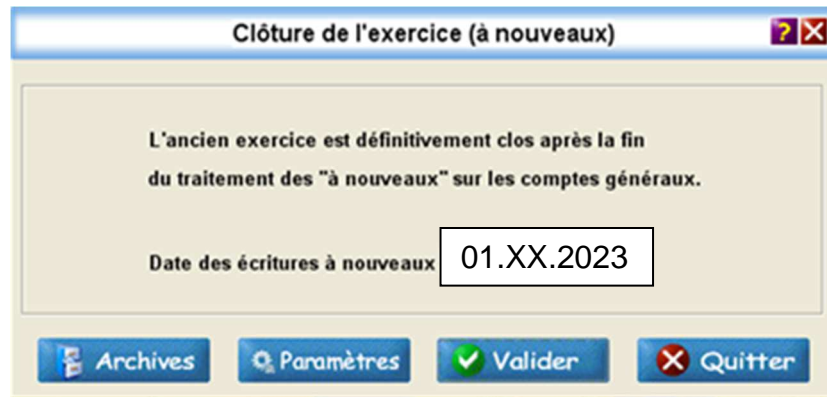 Clôture de l'exercice (à nouveaux)
?
L'ancien exercice est définitivement clos après la fin
du traitement des "à nouveaux" sur les comptes généraux.
Date des écritures à nouveaux 01.XX.2023
Archives Paramètres Valider Quitter